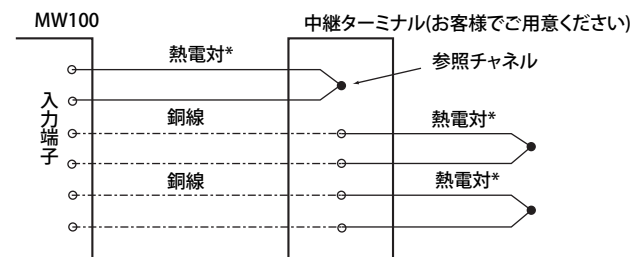 MW100
中継ターミナル(お客様でご用意ください)
熱電対*
参照チャネル
入力端子
銅線
熱電対*
銅線
熱電対*